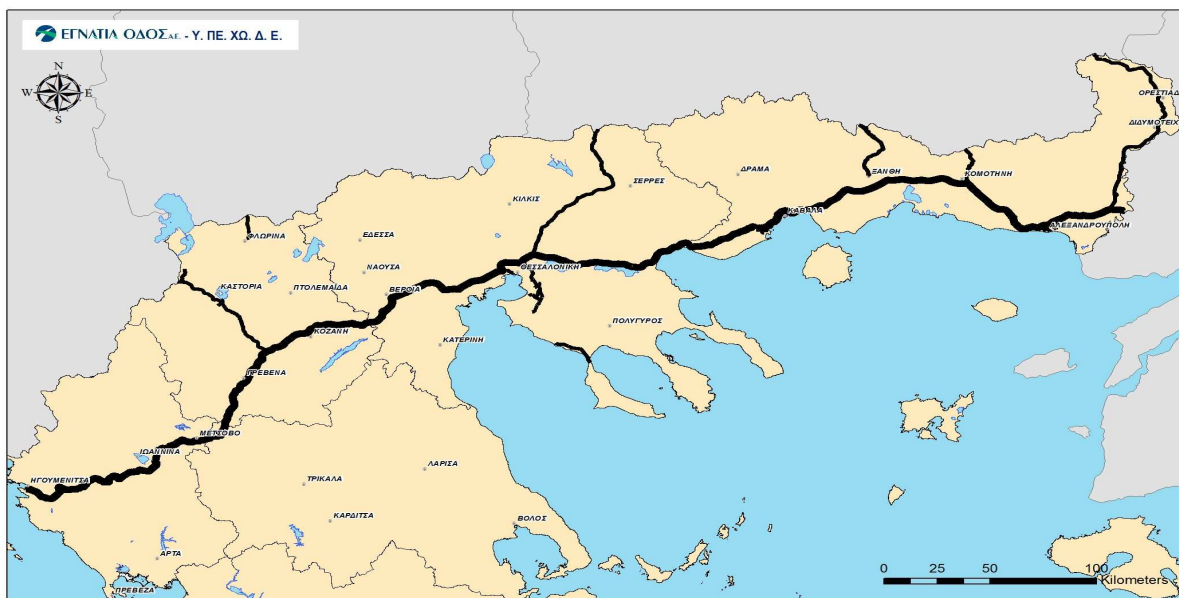 ΕΓΝΑΤΙΑ ΟΔΟΣ Α.Ε. - Υ. ΠΕ. ΧΩ. Δ. Ε.
N
W E
S
ΟΡΕΣΤΙΑΔ
ΔΙΔΥΜΟΤΕΙΧ
ΔΡΑΜΑ
ΞΑΝΘΗ
ΚΟΜΟΤΗΝΗ
ΣΕΡΡΕΣ
ΚΙΛΚΙΣ
ΚΑΒΑΛΑ
ΑΛΕΞΑΝΔΡΟΥΠΟΛΗ
ΦΛΩΡΙΝΑ
ΕΔΕΣΣΑ
ΝΑΟΥΣΑ
ΘΕΣΣΑΛΟΝΙΚΗ
ΚΑΣΤΟΡΙΑ
ΠΤΟΛΕΜΑΪΔΑ
ΒΕΡΟΙΑ
ΠΟΛΥΓΥΡΟΣ
ΚΟΖΑΝΗ
ΚΑΤΕΡΙΝΗ
ΓΡΕΒΕΝΑ
ΜΕΤΣΟΒΟ
ΙΩΑΝΝΙΝΑ
ΛΑΡΙΣΑ
ΗΓΟΥΜΕΝΙΤΣΑ
ΤΡΙΚΑΛΑ
ΚΑΡΔΙΤΣΑ
ΒΟΛΟΣ
ΑΡΤΑ
ΠΡΕΒΕΖΑ
0 25 50 100
Kilometers